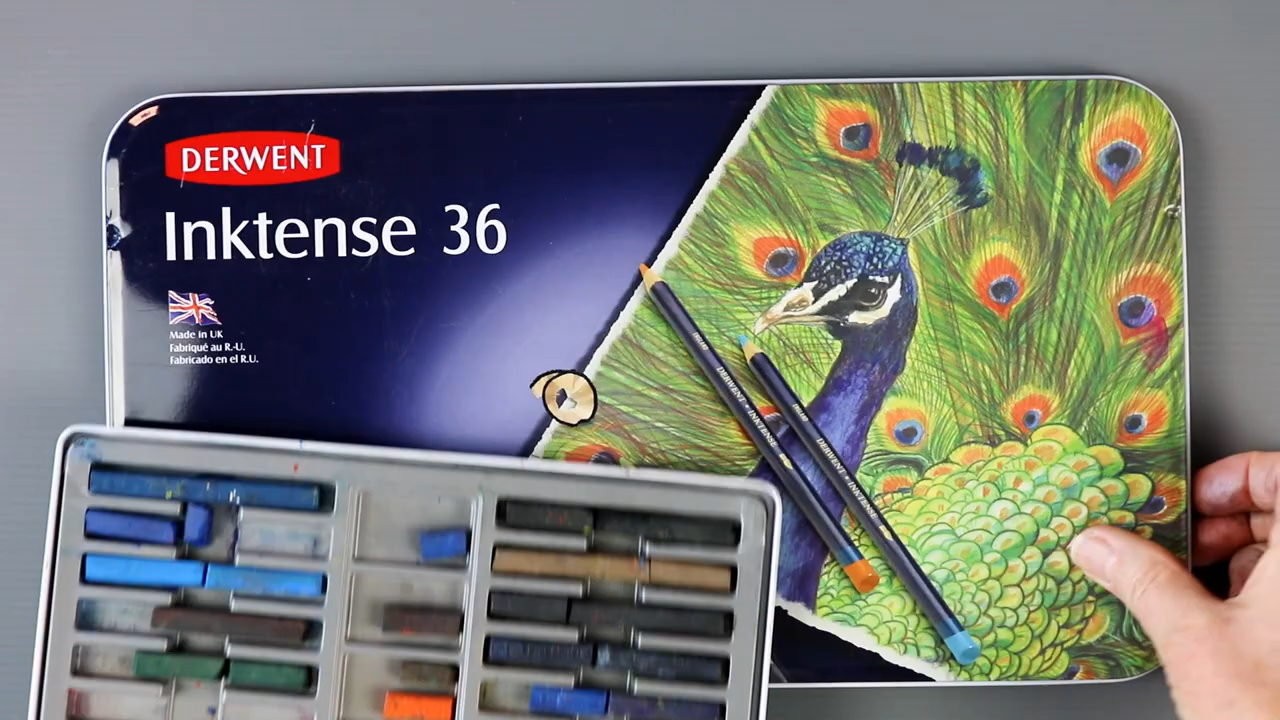 DERWENT
Inktense 36
Made in UK
Fabriqué au R.-U.
Fabricado en el R.U.
DERWENT • INKTENSE
DERWENT • INKTENSE